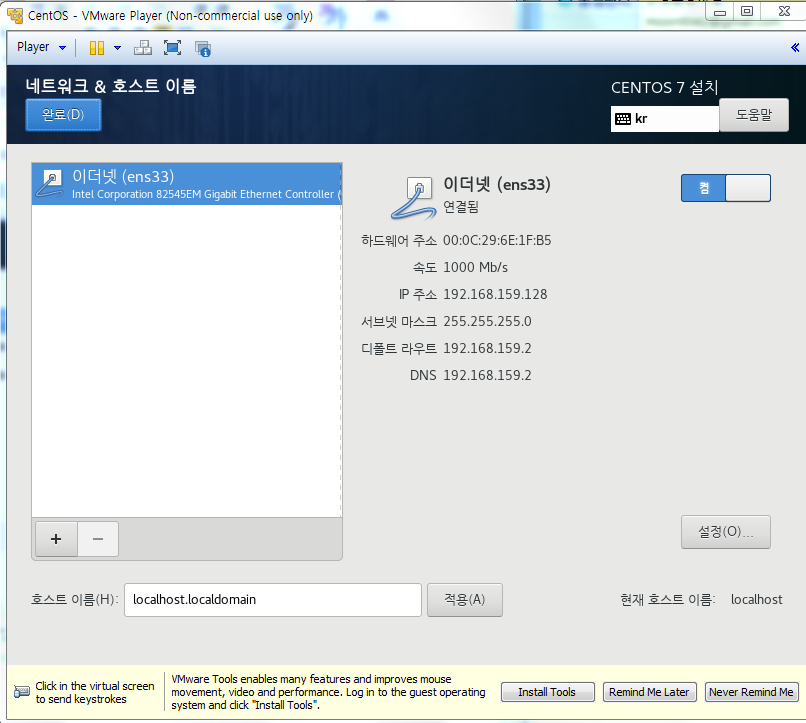 CentOS - VMware Player (Non-commercial use only)
Player
네트워크 & 호스트 이름
CENTOS 7 설치
완료(D)
kr
도움말
이더넷 (ens33)
Intel Corporation 82545EM Gigabit Ethernet Controller (
이더넷 (ens33)
연결됨
켬
하드웨어 주소 00:0C:29:6E:1F:B5
속도 1000 Mb/s
IP 주소 192.168.159.128
서브넷 마스크 255.255.255.0
디폴트 라우트 192.168.159.2
DNS 192.168.159.2
+ −
설정(O)...
호스트 이름(H): localhost.localdomain 적용(A) 현재 호스트 이름: localhost
Click in the virtual screen
to send keystrokes
VMware Tools enables many features and improves mouse
movement, video and performance. Log in to the guest operating
system and click "Install Tools".
Install Tools
Remind Me Later
Never Remind Me